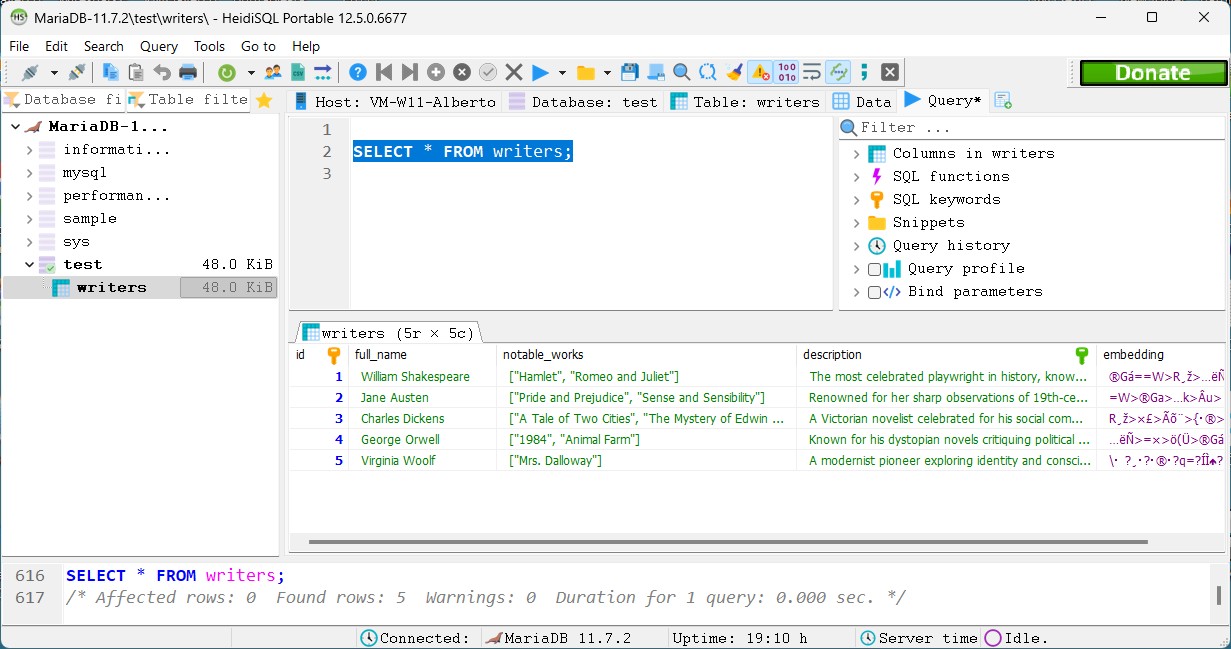 MariaDB-11.7.2\test\writers\ - HeidiSQL Portable 12.5.0.6677
File Edit Search Query Tools Go to Help
Donate
Database fi Table filte
Host: VM-W11-Alberto Database: test Table: writers Data Query*
MariaDB-1...
informati...
mysql
performan...
sample
sys
test 48.0 KiB
writers 48.0 KiB
1
2 SELECT * FROM writers;
3
Filter ...
Columns in writers
SQL functions
SQL keywords
Snippets
Query history
Query profile
Bind parameters
writers (5r × 5c)
id full_name notable_works description embedding
1 William Shakespeare ["Hamlet", "Romeo and Juliet"] The most celebrated playwright in history, know...
2 Jane Austen ["Pride and Prejudice", "Sense and Sensibility"] Renowned for her sharp observations of 19th-ce...
3 Charles Dickens ["A Tale of Two Cities", "The Mystery of Edwin ... A Victorian novelist celebrated for his social com...
4 George Orwell ["1984", "Animal Farm"] Known for his dystopian novels critiquing political ...
5 Virginia Woolf ["Mrs. Dalloway"] A modernist pioneer exploring identity and consci...
616 SELECT * FROM writers;
617 /* Affected rows: 0 Found rows: 5 Warnings: 0 Duration for 1 query: 0.000 sec. */
Connected: MariaDB 11.7.2 Uptime: 19:10 h Server time Idle.